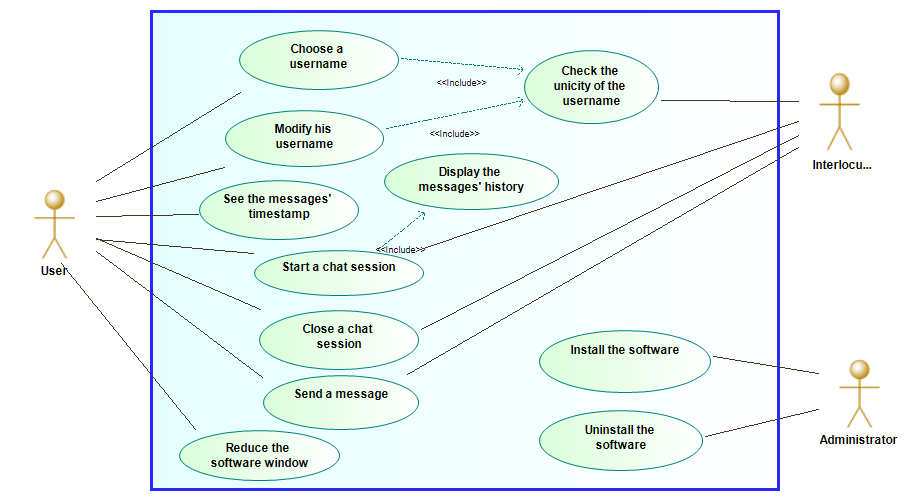 Choose a
username
<<Include>>
Check the
unicity of the
username
Modify his
username
<<Include>>
Interlocu...
Display the
messages' history
See the messages'
timestamp
User
<<Include>>
Start a chat session
Close a chat
session
Install the software
Send a message
Administrator
Uninstall the
software
Reduce the
software window